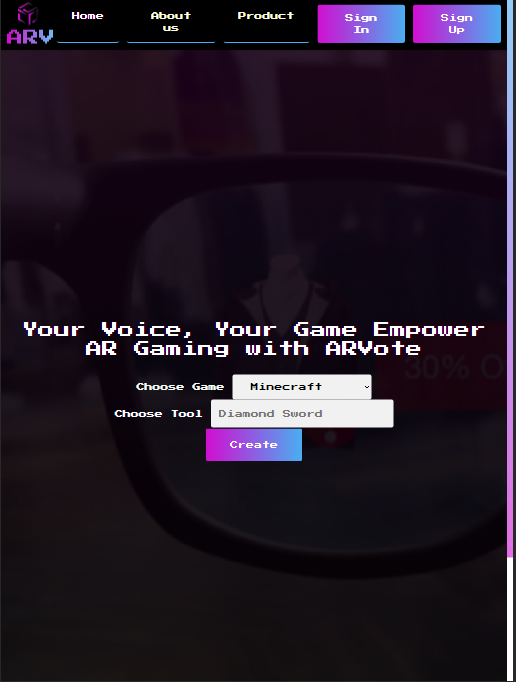 Home
About
us
Product
Sign
In
Sign
Up
ARV
Your Voice, Your Game Empower
AR Gaming with ARVote
30% O
Choose Game Minecraft
Choose Tool Diamond Sword
Create